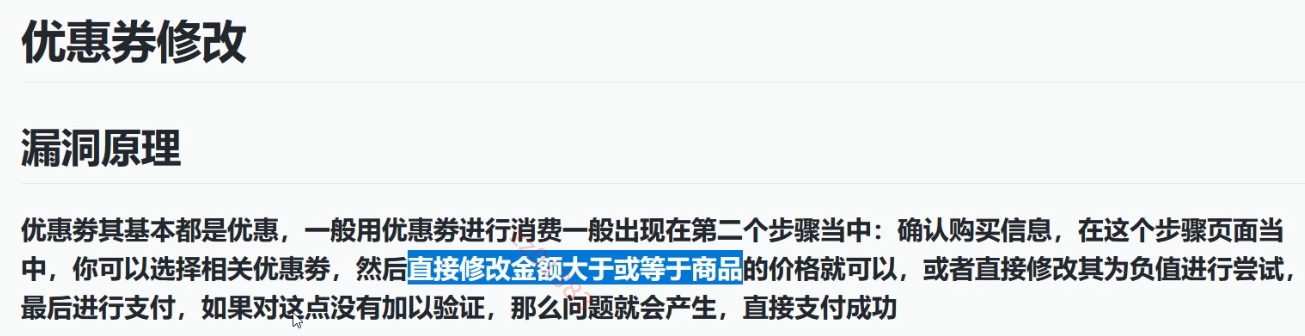 优惠券修改
漏洞原理
优惠劵其基本都是优惠，一般用优惠劵进行消费一般出现在第二个步骤当中：确认购买信息，在这个步骤页面当
中，你可以选择相关优惠劵，然后直接修改金额大于或等于商品的价格就可以，或者直接修改其为负值进行尝试，
最后进行支付，如果对这点没有加以验证，那么问题就会产生，直接支付成功